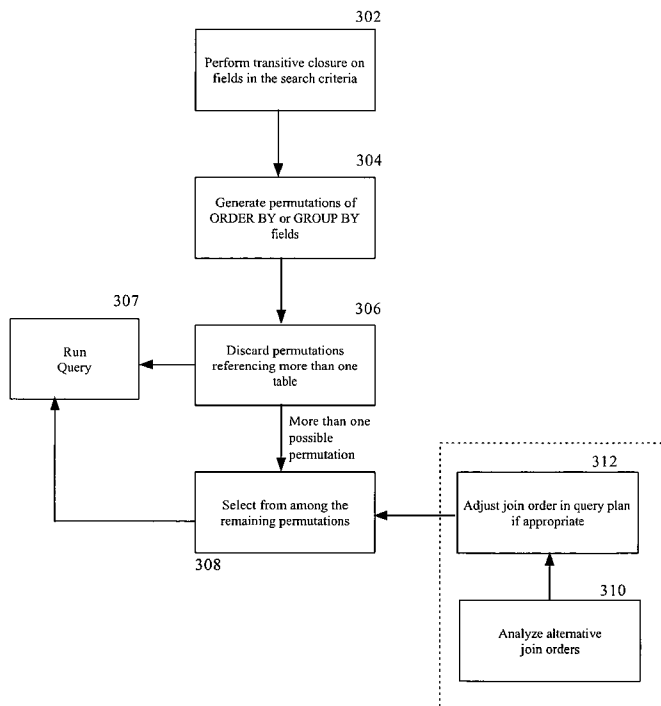 302
Perform transitive closure on
fields in the search criteria
304
Generate permutations of
ORDER BY or GROUP BY
fields
307
306
Run
Query
Discard permutations
referencing more than one
table
More than one
possible
permutation
312
Select from among the
remaining permutations
Adjust join order in query plan
if appropriate
308
310
Analyze alternative
join orders